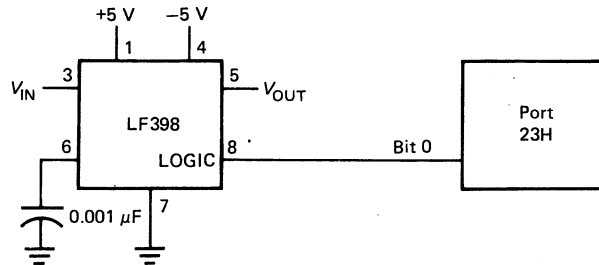 +5 V
−5 V
1
4
3
5
V_IN
V_OUT
LF398
Port
23H
6
LOGIC
8
Bit 0
7
0.001 µF